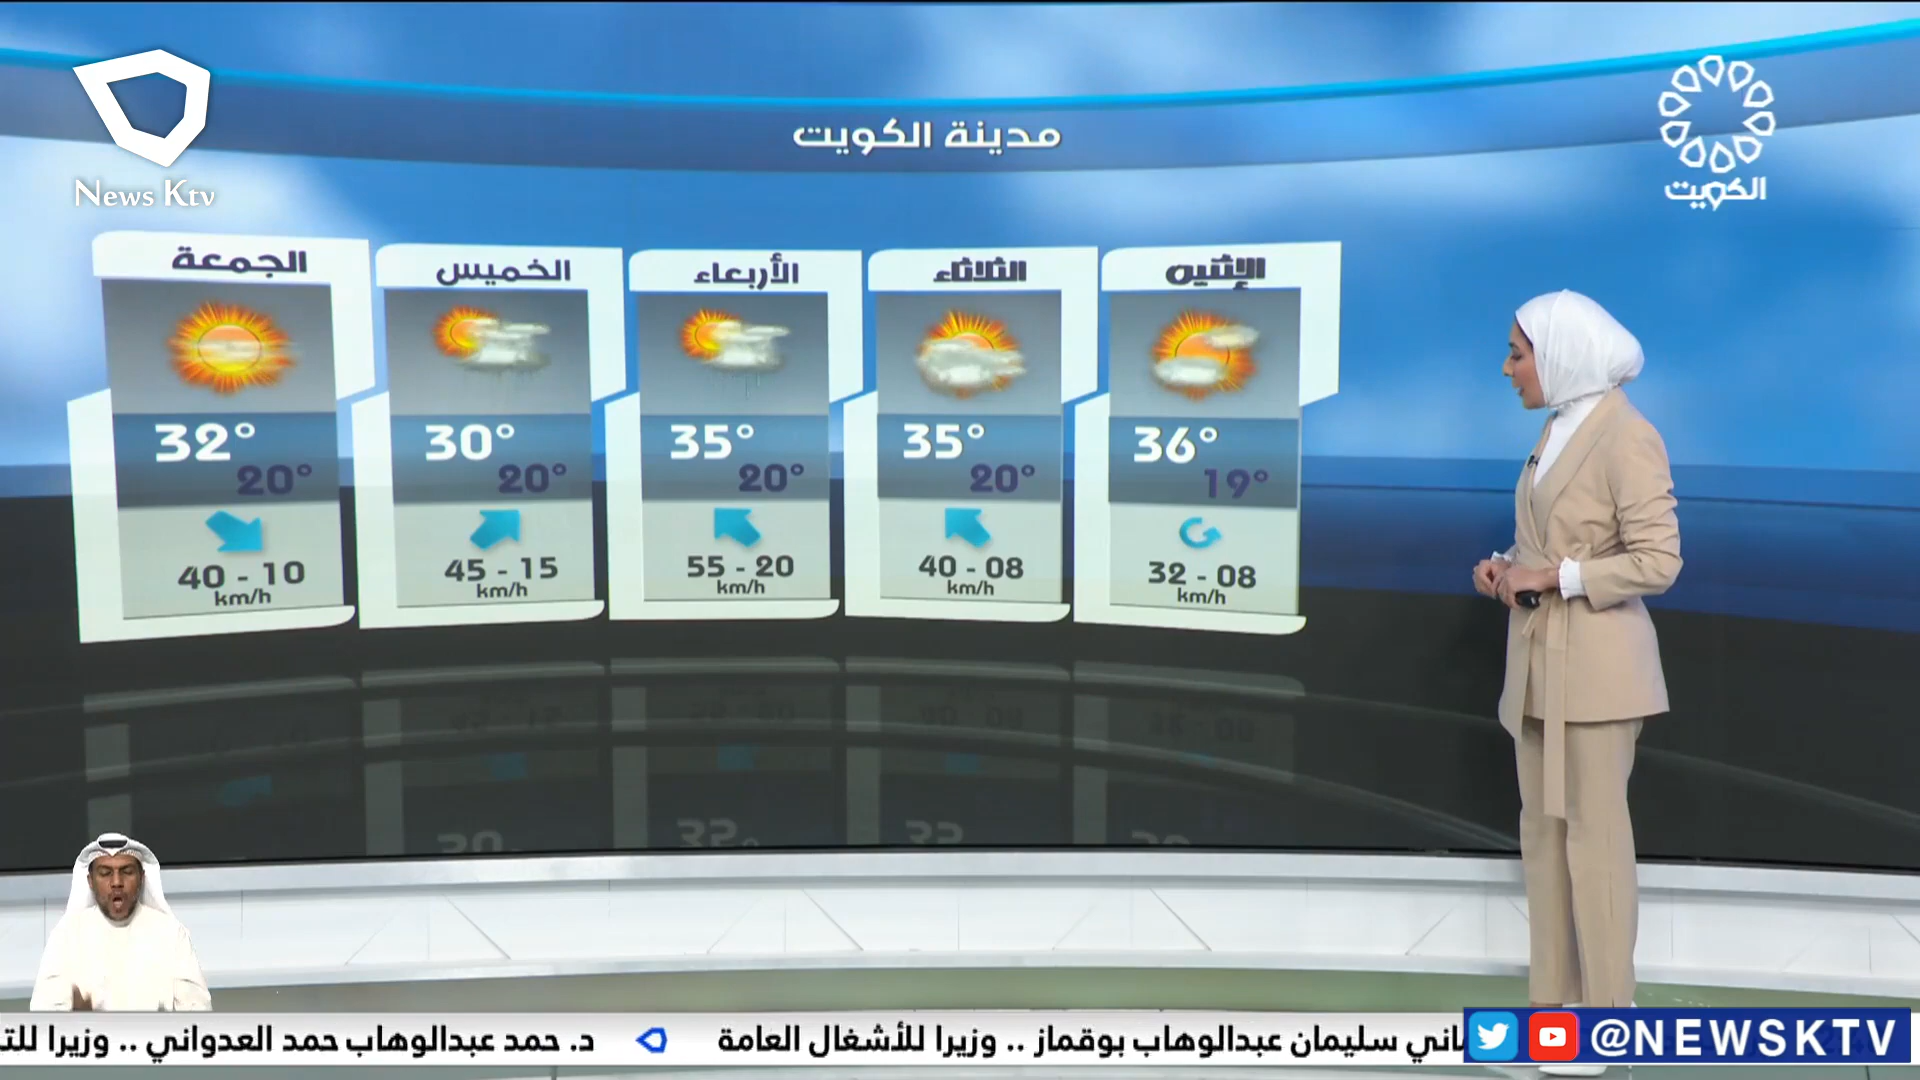 News Ktv
الكويت
مدينة الكويت
الإثنين
36°
19°
32 - 08
km/h
الثلاثاء
35°
20°
40 - 08
km/h
الأربعاء
35°
20°
55 - 20
km/h
الخميس
30°
20°
45 - 15
km/h
الجمعة
32°
20°
40 - 10
km/h
سليمان عبدالوهاب بوقماز .. وزيرا للأشغال العامة
د. حمد عبدالوهاب حمد العدواني .. وزيرا
@NEWSKTV